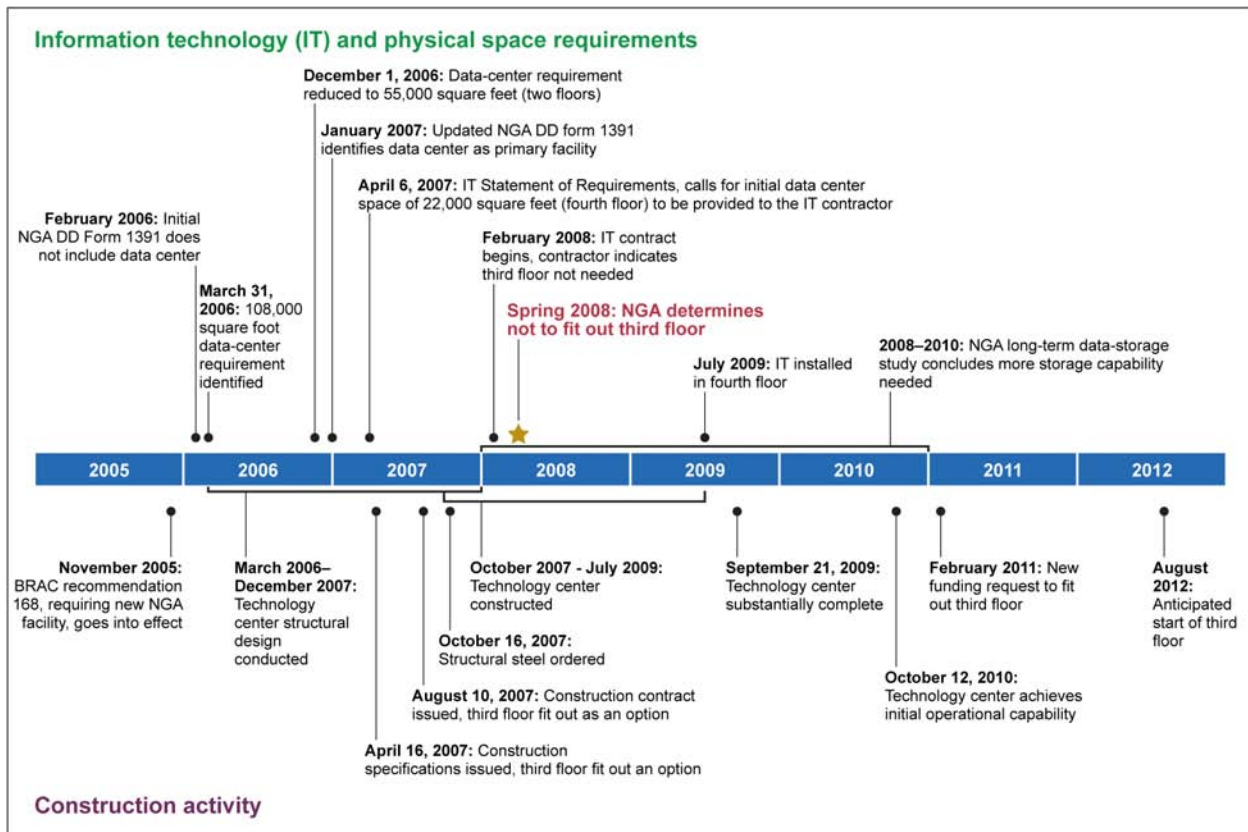 Information technology (IT) and physical space requirements
December 1, 2006: Data-center requirement
reduced to 55,000 square feet (two floors)
January 2007: Updated NGA DD form 1391
identifies data center as primary facility
April 6, 2007: IT Statement of Requirements, calls for initial data center
space of 22,000 square feet (fourth floor) to be provided to the IT contractor
February 2006: Initial
NGA DD Form 1391 does
not include data center
February 2008: IT contract
begins, contractor indicates
third floor not needed
March 31,
2006: 108,000
square foot
data-center
requirement
identified
Spring 2008: NGA determines
not to fit out third floor
July 2009: IT installed
in fourth floor
2008–2010: NGA long-term data-storage
study concludes more storage capability
needed
2005
2006
2007
2008
2009
2010
2011
2012
November 2005:
BRAC recommendation
168, requiring new NGA
facility, goes into effect
March 2006–
December 2007:
Technology
center structural
design
conducted
October 2007 - July 2009:
Technology center
constructed
September 21, 2009:
Technology center
substantially complete
February 2011: New
funding request to fit
out third floor
August
2012:
Anticipated
start of third
floor
October 16, 2007:
Structural steel ordered
October 12, 2010:
Technology center achieves
initial operational capability
August 10, 2007: Construction contract
issued, third floor fit out as an option
April 16, 2007: Construction
specifications issued, third floor fit out an option
Construction activity